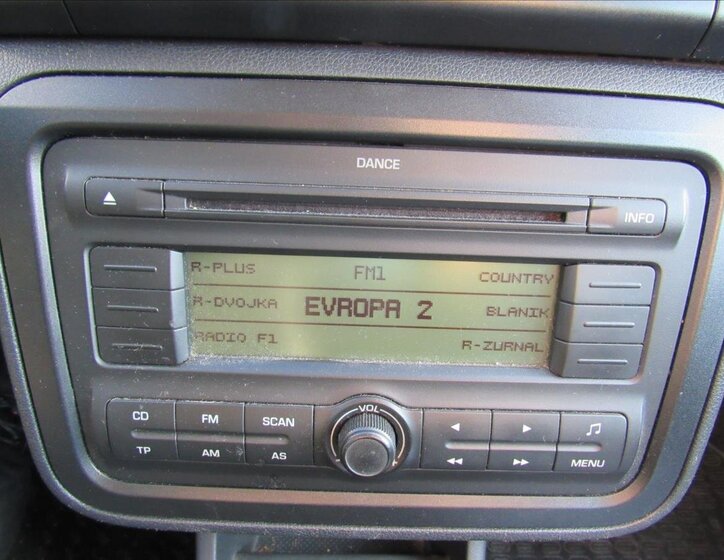 DANCE
INFO
R-PLUS FM1 COUNTRY
R-DVOJKA EVROPA 2 BLANIK
RADIO F1 R-ZURNAL
CD FM SCAN VOL
TP AM AS MENU